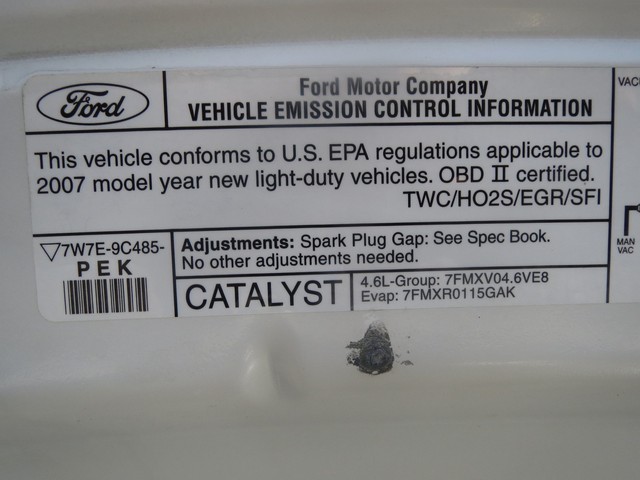 Ford
Ford Motor Company
VEHICLE EMISSION CONTROL INFORMATION
This vehicle conforms to U.S. EPA regulations applicable to
2007 model year new light-duty vehicles. OBD II certified.
TWC/HO2S/EGR/SFI
7W7E-9C485-
PEK
Adjustments: Spark Plug Gap: See Spec Book.
No other adjustments needed.
CATALYST
4.6L-Group: 7FMXV04.6VE8
Evap: 7FMXR0115GAK
MAN
VAC